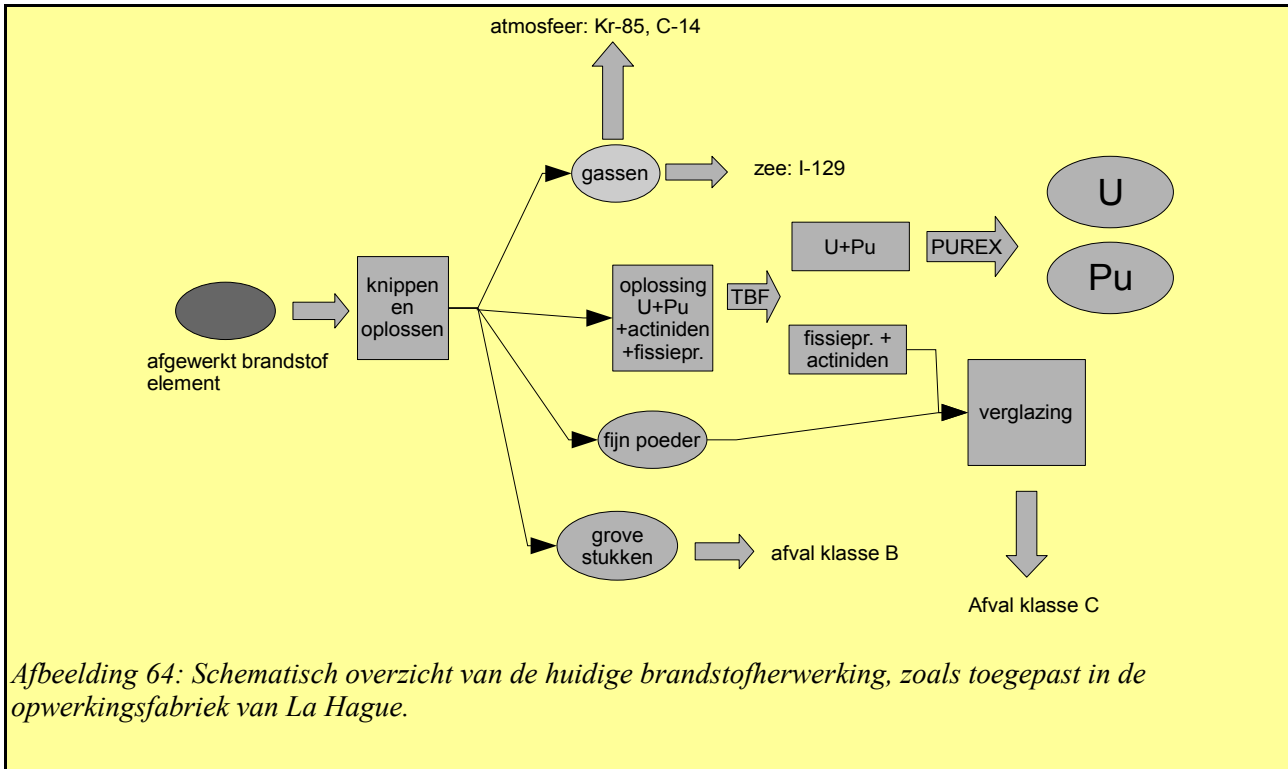 atmosfeer: Kr-85, C-14
gassen
zee: I-129
U
U+Pu
PUREX
Pu
knippen
en
oplossen
oplossing
U+Pu
+actiniden
+fissiepr.
TBF
fissiepr. +
actiniden
afgewerkt brandstof
element
verglazing
fijn poeder
grove
stukken
afval klasse B
Afval klasse C
Afbeelding 64: Schematisch overzicht van de huidige brandstofherwerking, zoals toegepast in de
opwerkingsfabriek van La Hague.